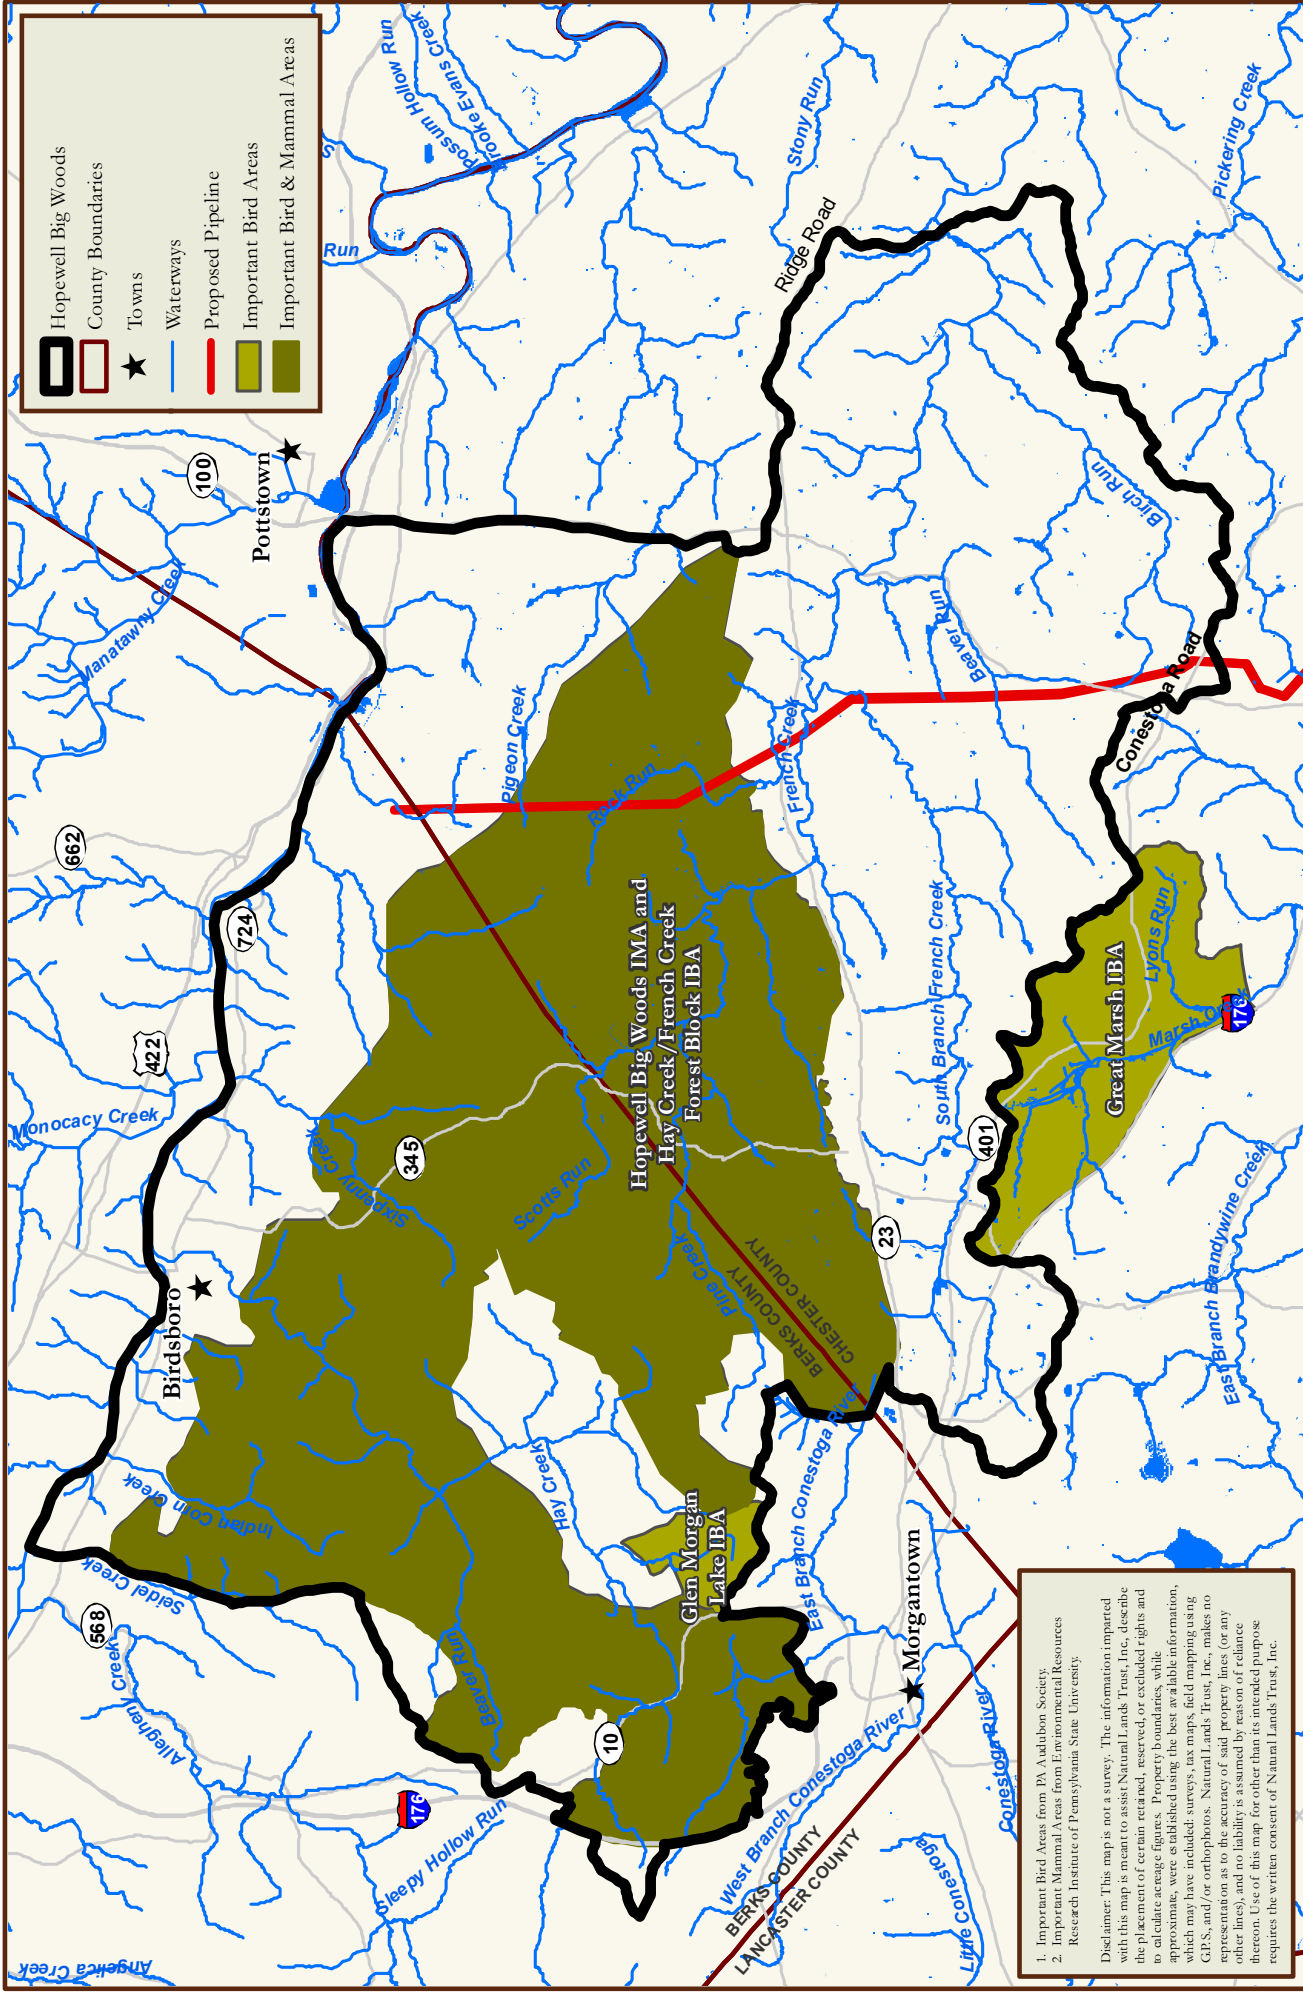 Hopewell Big Woods
County Boundaries
Towns
Waterways
Proposed Pipeline
Important Bird Areas
Important Bird & Mammal Areas
Angelica Creek
Allegheny Creek
568
Seidel Creek
Indian Corn Creek
Monocacy Creek
422
724
662
Manatawny Creek
100
Pottstown
Run
S
Possum Hollow Run
Brooke Evans Creek
Birdsboro
Sixpenny Creek
345
Scotts Run
Pigeon Creek
Rock Run
Stony Run
Ridge Road
Pickering Creek
Sleepy Hollow Run
176
Beaver Run
10
Hay Creek
Glen Morgan
Lake IBA
Hopewell Big Woods IMA and
Hay Creek/French Creek
Forest Block IBA
Pine Creek
BERKS COUNTY
CHESTER COUNTY
French Creek
23
South Branch French Creek
Beaver Run
Birch Run
Conestoga Road
West Branch Conestoga River
East Branch Conestoga River
BERKS COUNTY
LANCASTER COUNTY
Morgantown
Little Conestoga
Conestoga River
401
Great Marsh IBA
Lyons Run
Marsh Creek
176
East Branch Brandywine Creek
1. Important Bird Areas from PA Audubon Society.
2. Important Mammal Areas from Environmental Resources
Research Institute of Pennsylvania State University.
Disclaimer: This map is not a survey. The information imparted
with this map is meant to assist Natural Lands Trust, Inc., describe
the placement of certain retained, reserved, or excluded rights and
to calculate acreage figures. Property boundaries, while
approximate, were established using the best available information,
which may have included: surveys, tax maps, field mapping using
G.P.S., and/or orthophotos. Natural Lands Trust, Inc., makes no
representation as to the accuracy of said property lines (or any
other lines), and no liability is assumed by reason of reliance
thereon. Use of this map for other than its intended purpose
requires the written consent of Natural Lands Trust, Inc.